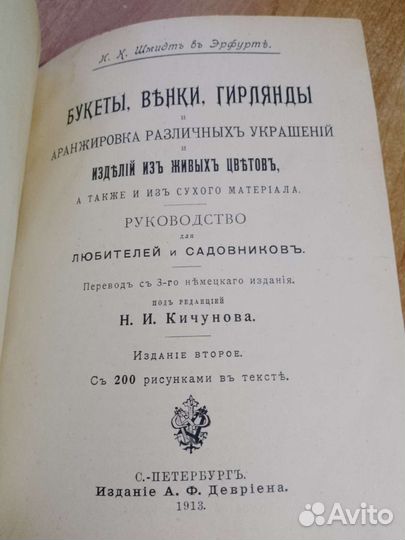 И. Х. Шмидтъ въ Эрфуртѣ.
БУКЕТЫ, ВѢНКИ, ГИРЛЯНДЫ
И
АРАНЖИРОВКА РАЗЛИЧНЫХЪ УКРАШЕНІЙ
И
ИЗДѢЛІЙ ИЗЪ ЖИВЫХЪ ЦВѢТОВЪ,
А ТАКЖЕ И ИЗЪ СУХОГО МАТЕРІАЛА.
РУКОВОДСТВО
для
ЛЮБИТЕЛЕЙ и САДОВНИКОВЪ.
Переводъ съ 3-го нѣмецкаго изданія.
ПОДЪ РЕДАКЦІЙ
Н. И. Кичунова.
Изданіе второе.
Съ 200 рисунками въ текстѣ.
С.-ПЕТЕРБУРГЪ.
Изданіе А. Ф. Девріена.
1913.
Avito